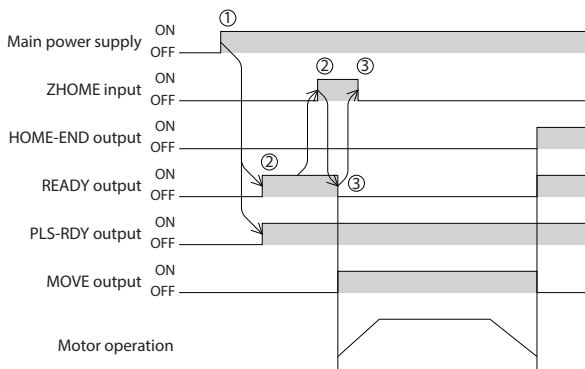 ①
Main power supply ON
OFF
② ③
ZHOME input ON
OFF
HOME-END output ON
OFF
②
READY output ON
OFF
③
PLS-RDY output ON
OFF
MOVE output ON
OFF
Motor operation